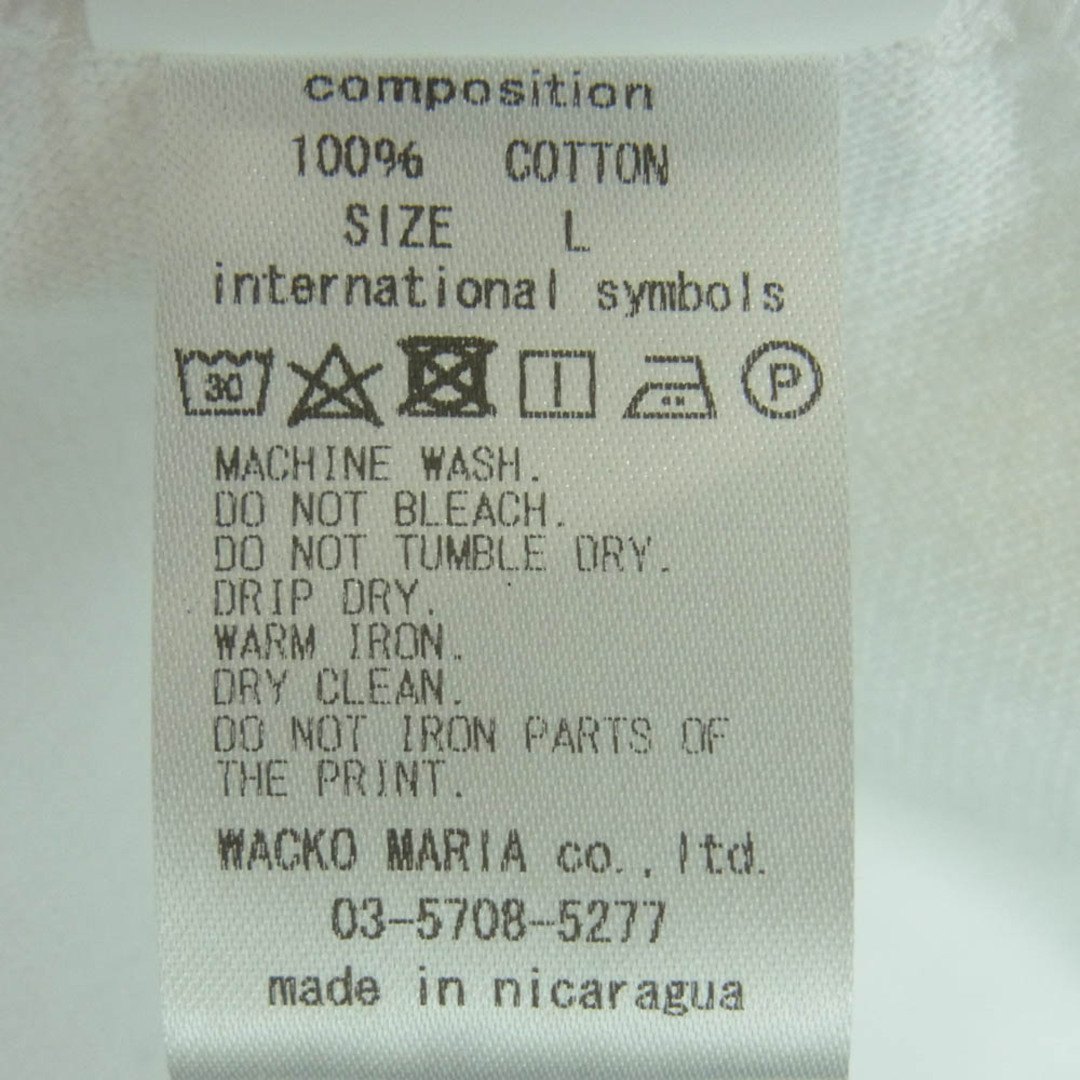 composition
100% COTTON
SIZE L
international symbols
30 P
MACHINE WASH.
DO NOT BLEACH.
DO NOT TUMBLE DRY.
DRIP DRY.
WARM IRON.
DRY CLEAN.
DO NOT IRON PARTS OF
THE PRINT.
WACKO MARIA co., ltd.
03-5708-5277
made in nicaragua